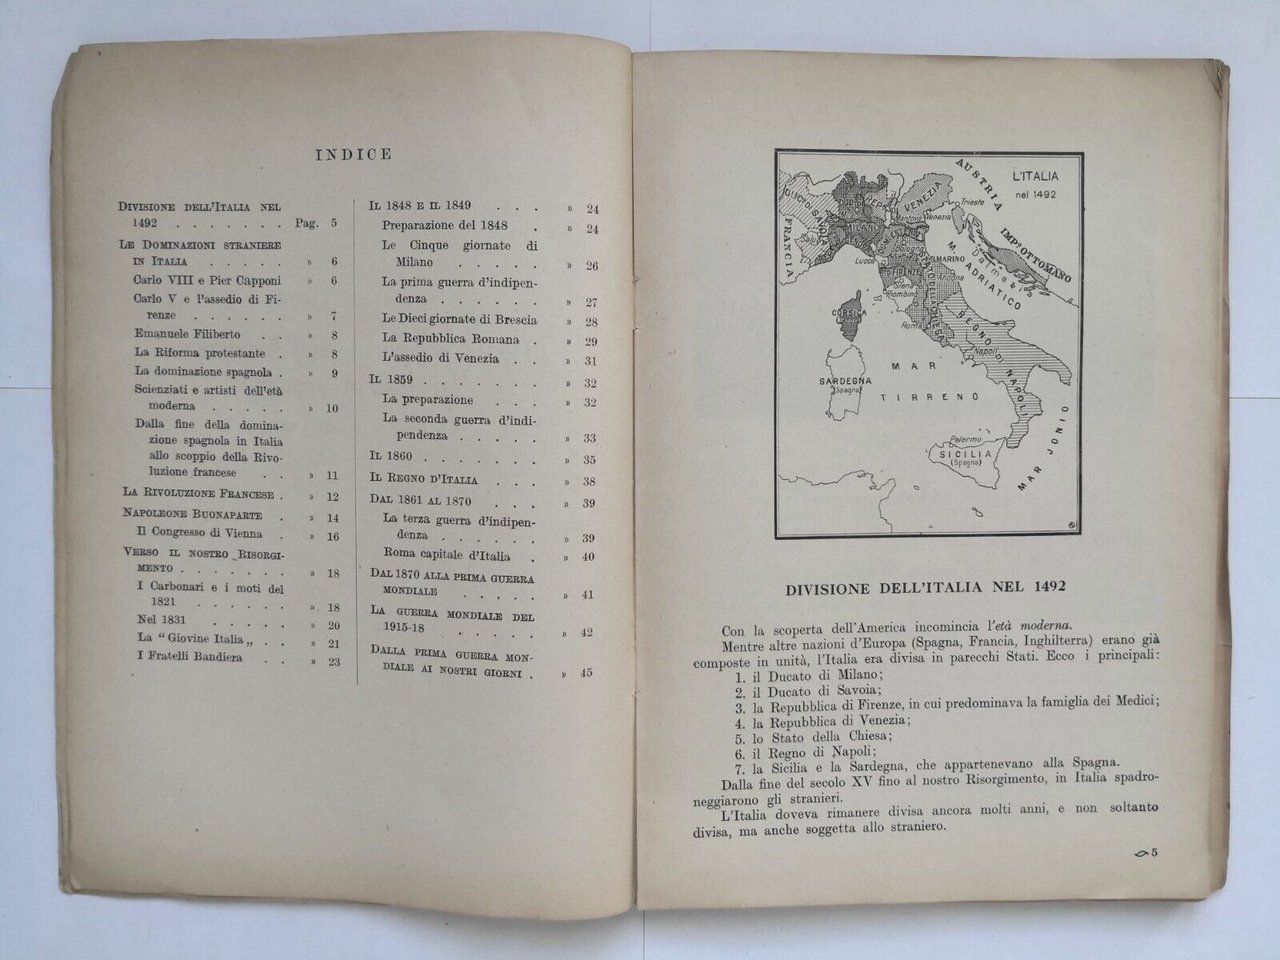 INDICE
DIVISIONE DELL'ITALIA NEL
1492 . . . . . . . Pag. 5
LE DOMINAZIONI STRANIERE
IN ITALIA . . . . . » 6
Carlo VIII e Pier Capponi » 6
Carlo V e l'assedio di Fi-
renze . . . . . . » 7
Emanuele Filiberto . . » 8
La Riforma protestante . » 8
La dominazione spagnola . » 9
Scienziati e artisti dell'età
moderna . . . . . » 10
Dalla fine della domina-
zione spagnola in Italia
allo scoppio della Rivo-
luzione francese . . » 11
LA RIVOLUZIONE FRANCESE . » 12
NAPOLEONE BUONAPARTE . » 14
Il Congresso di Vienna . » 16
VERSO IL NOSTRO RISORGI-
MENTO . . . . . . . » 18
I Carbonari e i moti del
1821 . . . . . . » 18
Nel 1831 . . . . . » 20
La “ Giovine Italia „ . . » 21
I Fratelli Bandiera . . » 23
IL 1848 E IL 1849 . . . » 24
Preparazione del 1848 . » 24
Le Cinque giornate di
Milano . . . . . » 26
La prima guerra d'indipen-
denza . . . . . . » 27
Le Dieci giornate di Brescia » 28
La Repubblica Romana . » 29
L'assedio di Venezia . . » 31
IL 1859 . . . . . . . » 32
La preparazione . . . » 32
La seconda guerra d'indi-
pendenza . . . . . » 33
IL 1860 . . . . . . . » 35
IL REGNO D'ITALIA . . . » 38
DAL 1861 AL 1870 . . . » 39
La terza guerra d'indipen-
denza . . . . . . » 39
Roma capitale d'Italia . » 40
DAL 1870 ALLA PRIMA GUERRA
MONDIALE . . . . . » 41
LA GUERRA MONDIALE DEL
1915-18 . . . . . » 42
DALLA PRIMA GUERRA MON-
DIALE AI NOSTRI GIORNI . » 45
L'ITALIA
nel 1492
AUSTRIA
DUCATO SAVOIA
FRANCIA
MILANO
VENEZIA
Trieste
Mantova
Venezia
IMPº OTTOMANO
Dalmazia
M. ADRIATICO
Lucca
FIRENZE
S MARINO
Siena
Piombino
Ancona
STATO DELLA CHIESA
CORSICA
Roma
REGNO DI NAPOLI
Napoli
MAR
TIRRENO
SARDEGNA
(Spagna)
Palermo
SICILIA
(Spagna)
MAR JONIO
DIVISIONE DELL'ITALIA NEL 1492
Con la scoperta dell'America incomincia l'età moderna.
Mentre altre nazioni d'Europa (Spagna, Francia, Inghilterra) erano già
composte in unità, l'Italia era divisa in parecchi Stati. Ecco i principali:
1. il Ducato di Milano;
2. il Ducato di Savoia;
3. la Repubblica di Firenze, in cui predominava la famiglia dei Medici;
4. la Repubblica di Venezia;
5. lo Stato della Chiesa;
6. il Regno di Napoli;
7. la Sicilia e la Sardegna, che appartenevano alla Spagna.
Dalla fine del secolo XV fino al nostro Risorgimento, in Italia spadro-
neggiarono gli stranieri.
L'Italia doveva rimanere divisa ancora molti anni, e non soltanto
divisa, ma anche soggetta allo straniero.
5